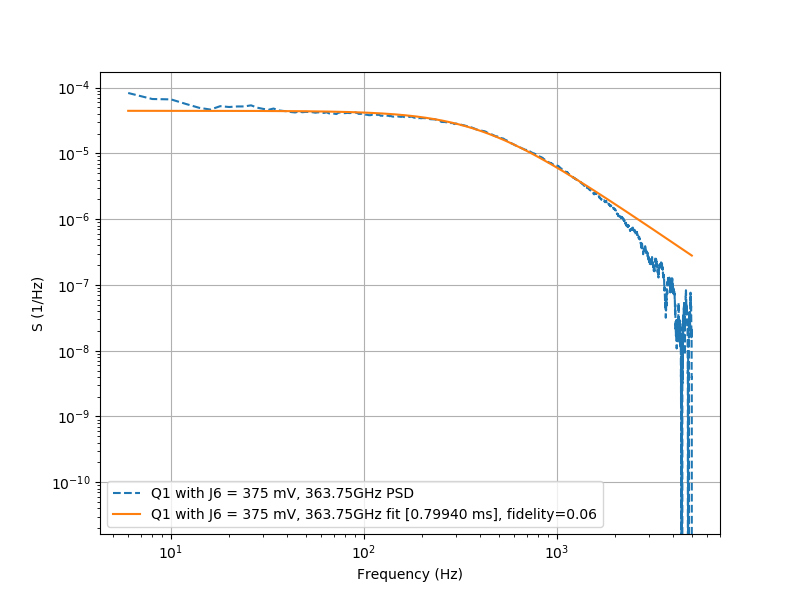 10⁻⁴
10⁻⁵
10⁻⁶
10⁻⁷
10⁻⁸
10⁻⁹
10⁻¹⁰
S (1/Hz)
Q1 with J6 = 375 mV, 363.75GHz PSD
Q1 with J6 = 375 mV, 363.75GHz fit [0.79940 ms], fidelity=0.06
10¹ 10² 10³
Frequency (Hz)